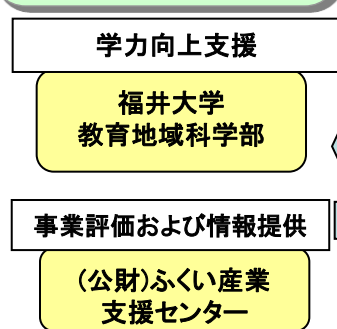 学力向上支援
福井大学
教育地域科学部
事業評価および情報提供
(公財)ふくい産業
支援センター